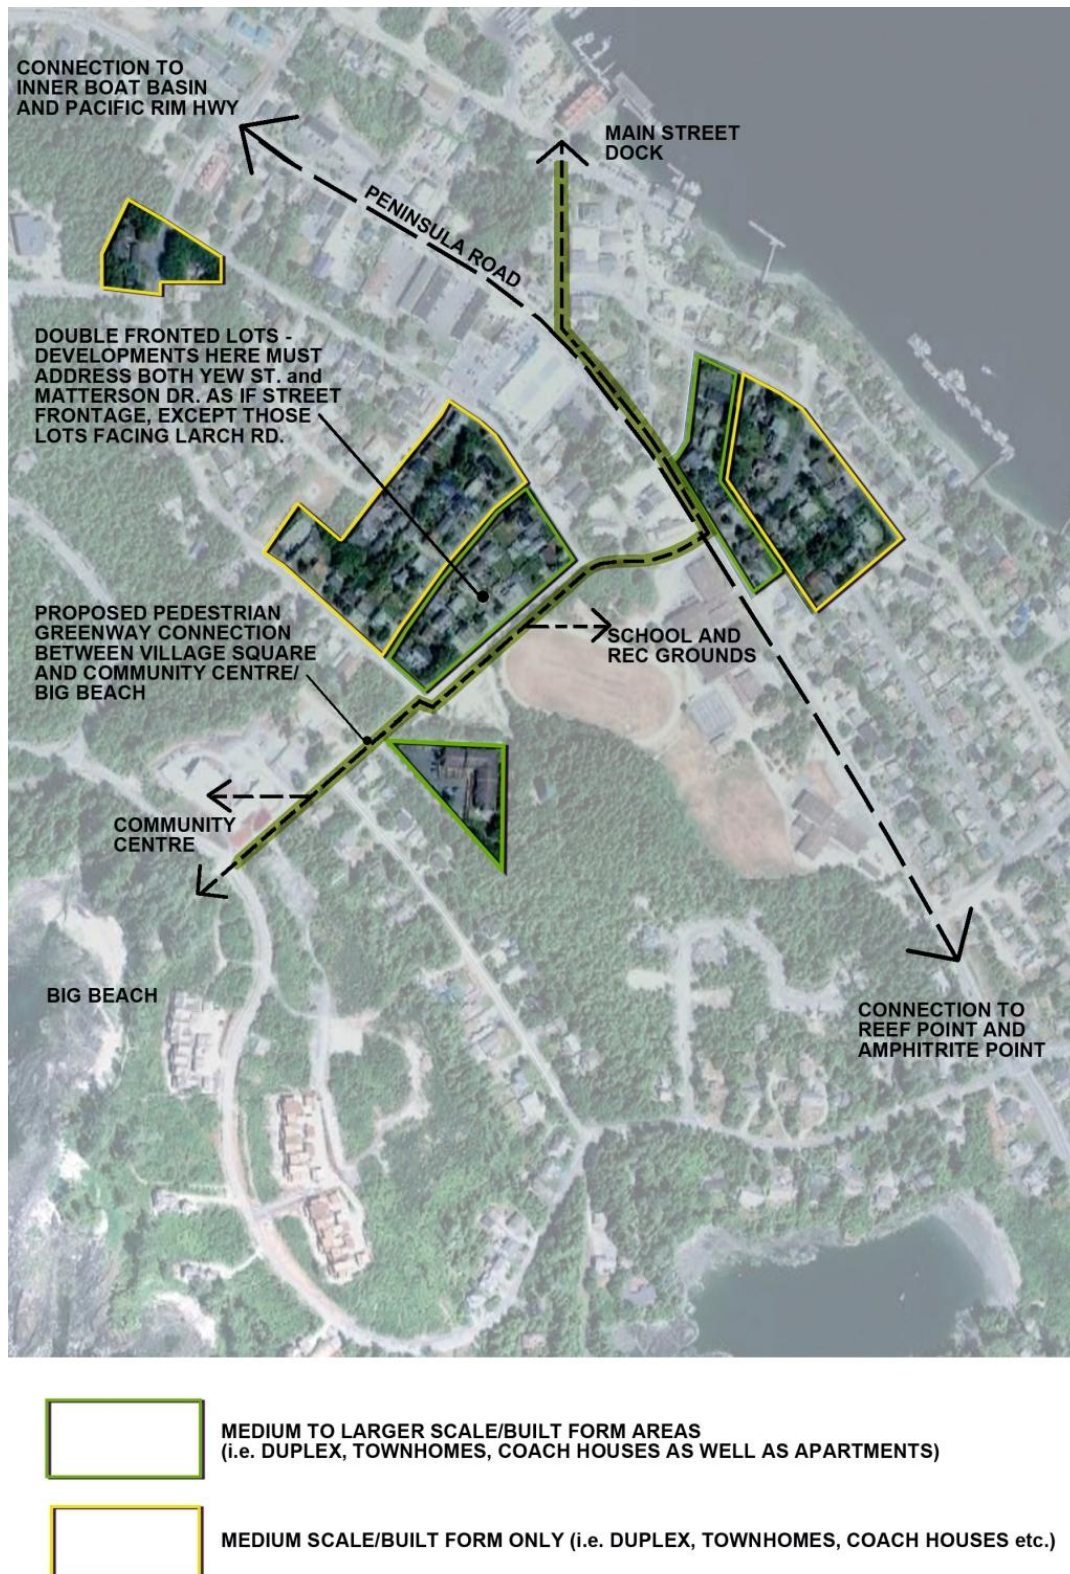 CONNECTION TO
INNER BOAT BASIN
AND PACIFIC RIM HWY
MAIN STREET
DOCK
PENINSULA ROAD
DOUBLE FRONTED LOTS -
DEVELOPMENTS HERE MUST
ADDRESS BOTH YEW ST. and
MATTERSON DR. AS IF STREET
FRONTAGE, EXCEPT THOSE
LOTS FACING LARCH RD.
PROPOSED PEDESTRIAN
GREENWAY CONNECTION
BETWEEN VILLAGE SQUARE
AND COMMUNITY CENTRE/
BIG BEACH
SCHOOL AND
REC GROUNDS
COMMUNITY
CENTRE
BIG BEACH
CONNECTION TO
REEF POINT AND
AMPHITRITE POINT
MEDIUM TO LARGER SCALE/BUILT FORM AREAS
(i.e. DUPLEX, TOWNHOMES, COACH HOUSES AS WELL AS APARTMENTS)
MEDIUM SCALE/BUILT FORM ONLY (i.e. DUPLEX, TOWNHOMES, COACH HOUSES etc.)